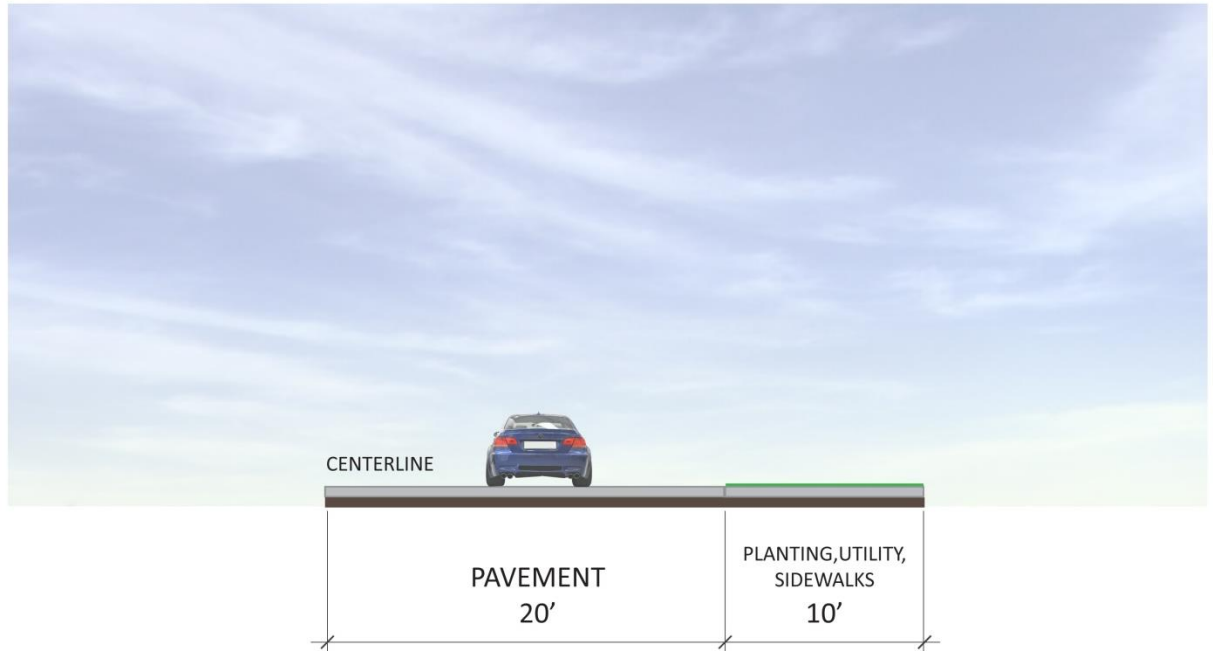 CENTERLINE
PAVEMENT
20’
PLANTING,UTILITY,
SIDEWALKS
10’